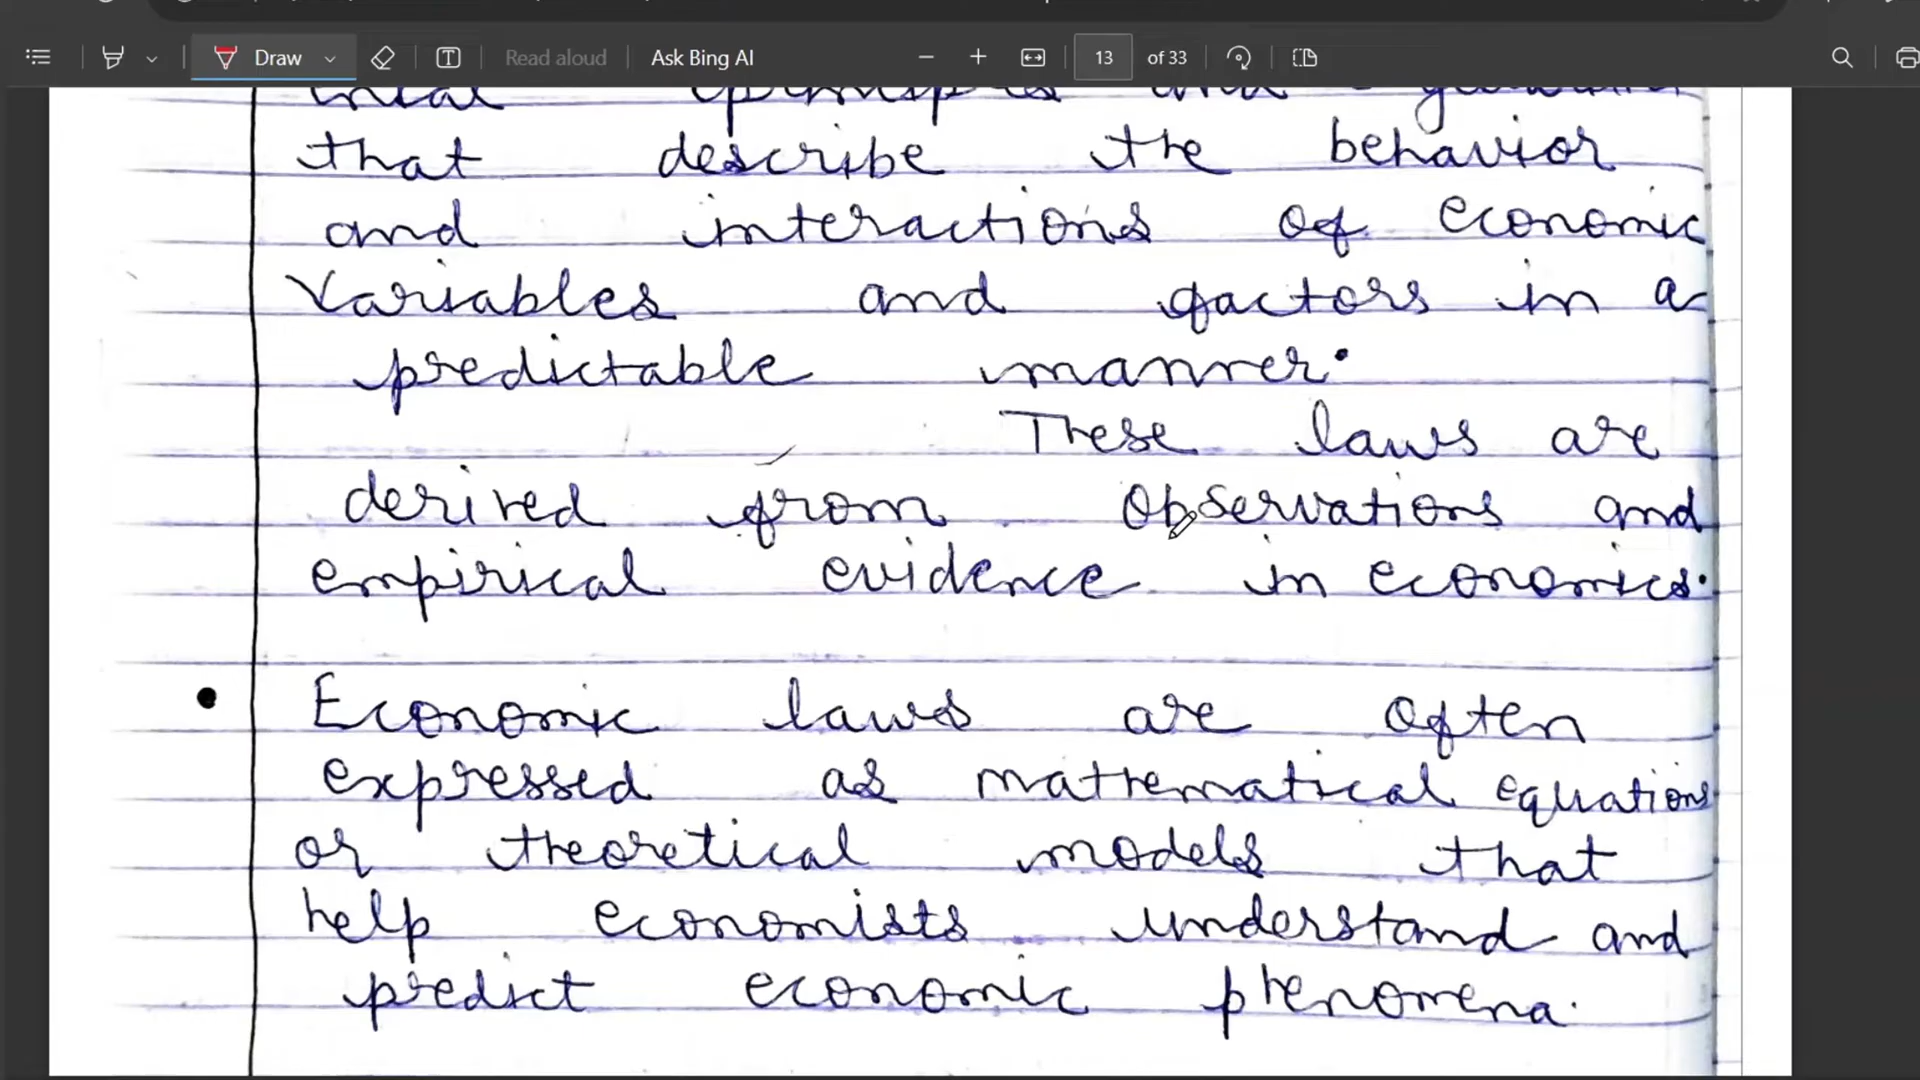 Draw
Read aloud
Ask Bing AI
13
of 33
and
that describe the behavior
and interactions of economic
Variables and factors in a
predictable manner.
These laws are
derived from observations and
empirical evidence in economics.
• Economic laws are often
expressed as mathematical equations
or theoretical models that
help economists understand and
predict economic phenomena.